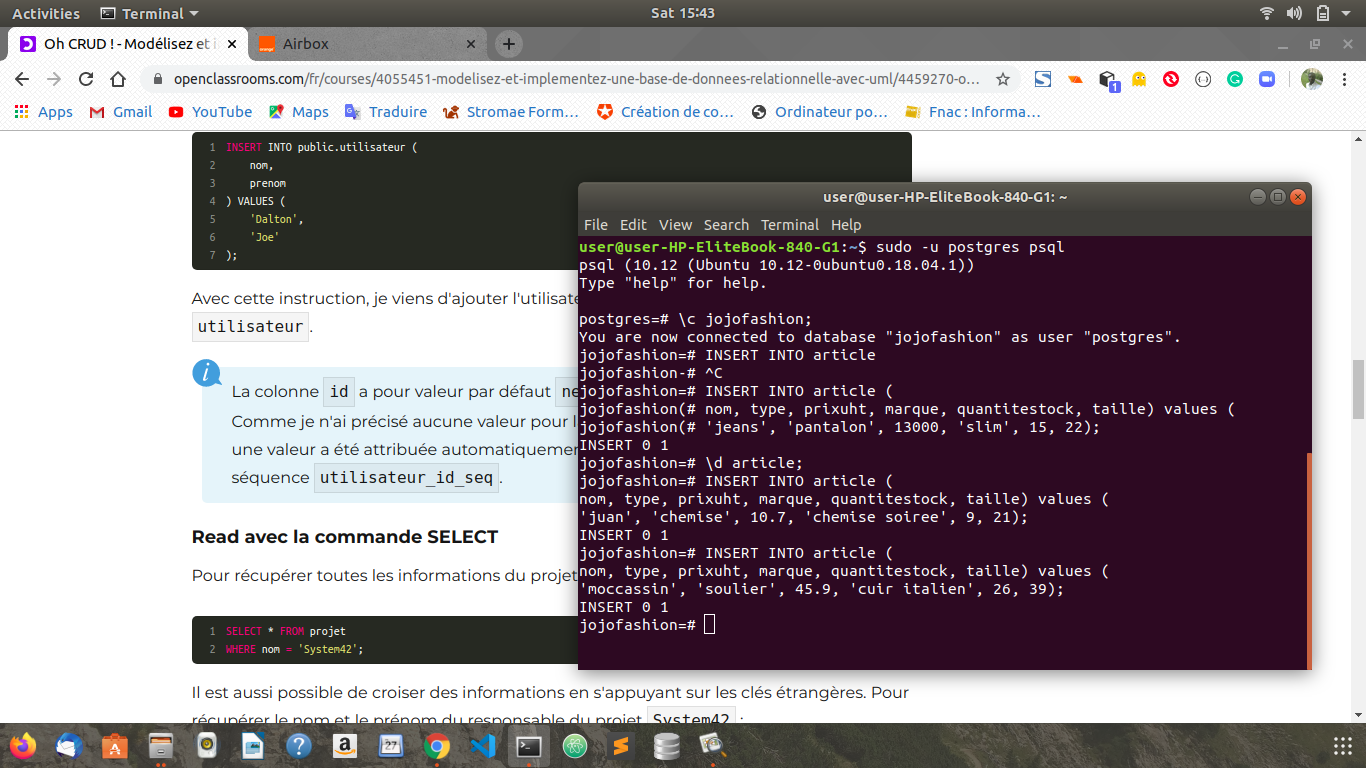 Activities
Terminal
Sat 15:43
Oh CRUD ! - Modélisez et i
Airbox
openclassrooms.com/fr/courses/4055451-modelisez-et-implementez-une-base-de-donnees-relationnelle-avec-uml/4459270-o…
1
Apps
Gmail
YouTube
Maps
Traduire
Stromae Form…
Création de co…
Ordinateur po…
Fnac : Informa…
1 INSERT INTO public.utilisateur (
2 nom,
3 prenom
4 ) VALUES (
5 'Dalton',
6 'Joe'
7 );
Avec cette instruction, je viens d'ajouter l'utilisate
utilisateur.
La colonne id a pour valeur par défaut ne
Comme je n'ai précisé aucune valeur pour l
une valeur a été attribuée automatiquemen
séquence utilisateur_id_seq.
Read avec la commande SELECT
Pour récupérer toutes les informations du projet
1 SELECT * FROM projet
2 WHERE nom = 'System42';
Il est aussi possible de croiser des informations en s'appuyant sur les clés étrangères. Pour
récupérer le nom et le prénom du responsable du projet System42 :
user@user-HP-EliteBook-840-G1: ~
File Edit View Search Terminal Help
user@user-HP-EliteBook-840-G1:~$ sudo -u postgres psql
psql (10.12 (Ubuntu 10.12-0ubuntu0.18.04.1))
Type "help" for help.
postgres=# \c jojofashion;
You are now connected to database "jojofashion" as user "postgres".
jojofashion=# INSERT INTO article
jojofashion-# ^C
jojofashion=# INSERT INTO article (
jojofashion(# nom, type, prixuht, marque, quantitestock, taille) values (
jojofashion(# 'jeans', 'pantalon', 13000, 'slim', 15, 22);
INSERT 0 1
jojofashion=# \d article;
jojofashion=# INSERT INTO article (
nom, type, prixuht, marque, quantitestock, taille) values (
'juan', 'chemise', 10.7, 'chemise soiree', 9, 21);
INSERT 0 1
jojofashion=# INSERT INTO article (
nom, type, prixuht, marque, quantitestock, taille) values (
'moccassin', 'soulier', 45.9, 'cuir italien', 26, 39);
INSERT 0 1
jojofashion=#